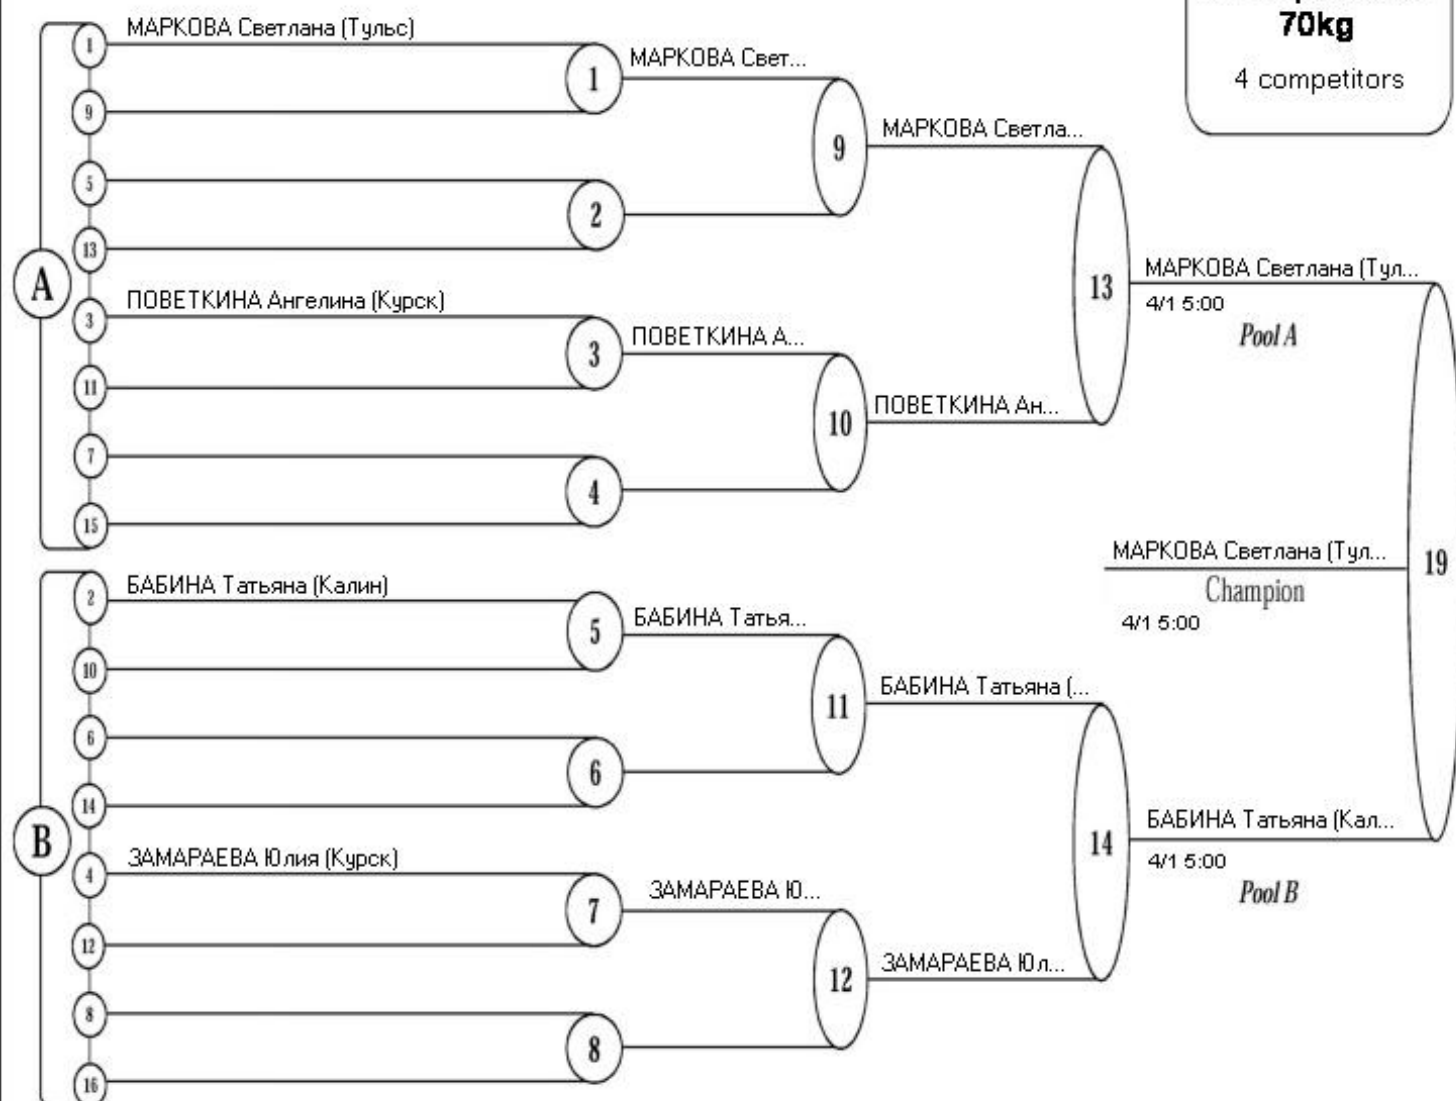 70kg
4 competitors
1
МАРКОВА Светлана (Тульс)
1
МАРКОВА Свет...
9
9
МАРКОВА Светла...
5
2
13
13
МАРКОВА Светлана (Тул...
4/1 5:00
Pool A
A
3
ПОВЕТКИНА Ангелина (Курск)
3
ПОВЕТКИНА А...
11
10
ПОВЕТКИНА Ан...
7
4
15
МАРКОВА Светлана (Тул...
Champion
4/1 5:00
19
2
БАБИНА Татьяна (Калин)
5
БАБИНА Татья...
10
11
БАБИНА Татьяна (...
6
6
14
14
БАБИНА Татьяна (Кал...
4/1 5:00
Pool B
B
4
ЗАМАРАЕВА Юлия (Курск)
7
ЗАМАРАЕВА Ю...
12
12
ЗАМАРАЕВА Юл...
8
8
16